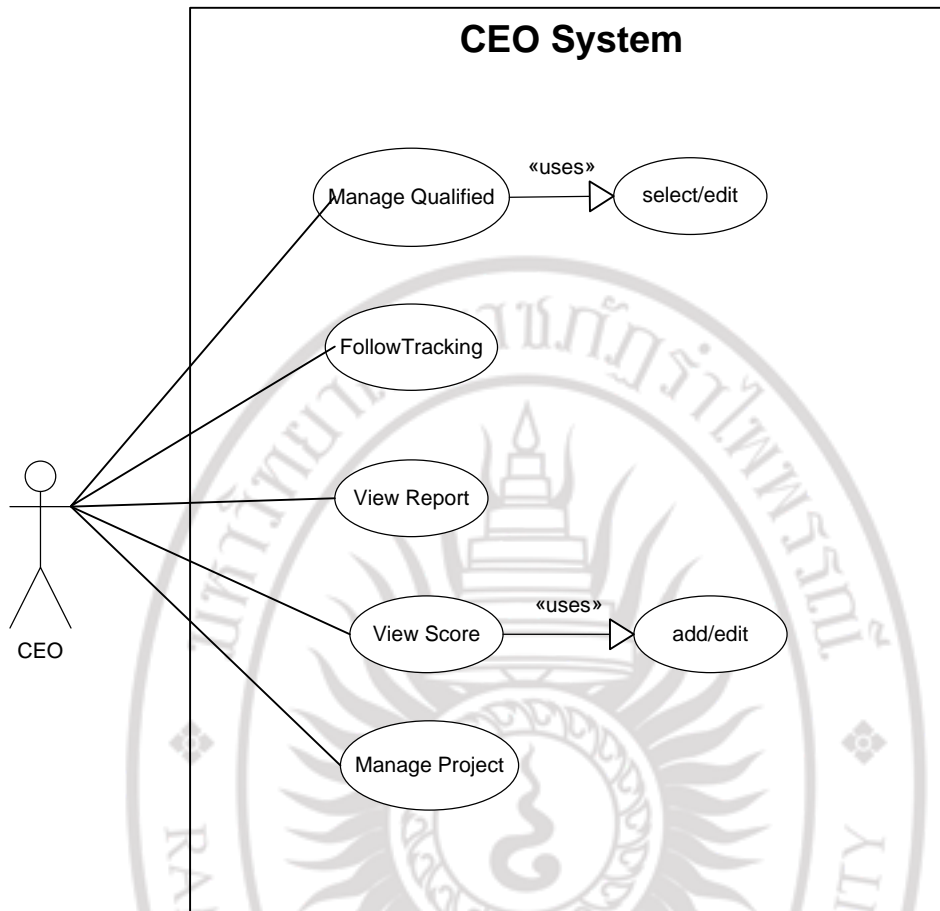 CEO System
«uses»
Manage Qualified
select/edit
FollowTracking
View Report
«uses»
View Score
add/edit
CEO
Manage Project